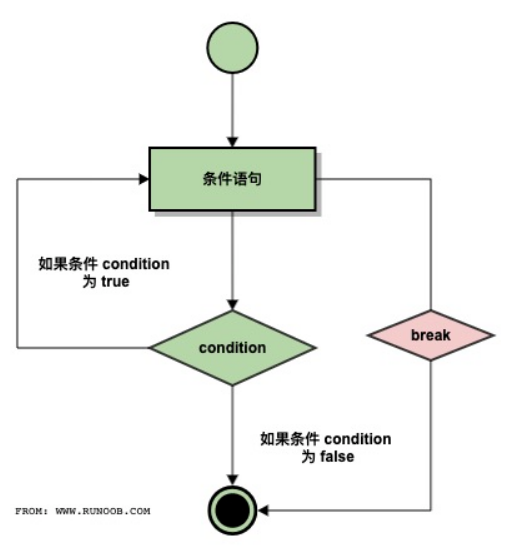 条件语句
如果条件 condition
为 true
condition
break
如果条件 condition
为 false
FROM: WWW.RUNOOB.COM